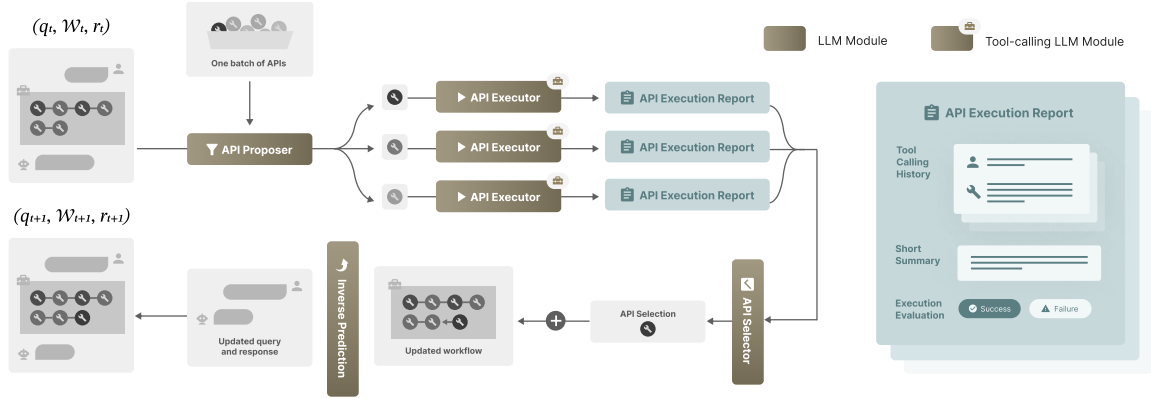 (qₜ, Wₜ, rₜ)
One batch of APIs
API Proposer
API Executor
API Execution Report
API Executor
API Execution Report
API Executor
API Execution Report
LLM Module
Tool-calling LLM Module
API Execution Report
Tool
Calling
History
Short
Summary
Execution
Evaluation
Success
Failure
(qₜ₊₁, Wₜ₊₁, rₜ₊₁)
Updated query
and response
Inverse Prediction
Updated workflow
API Selection
API Selector